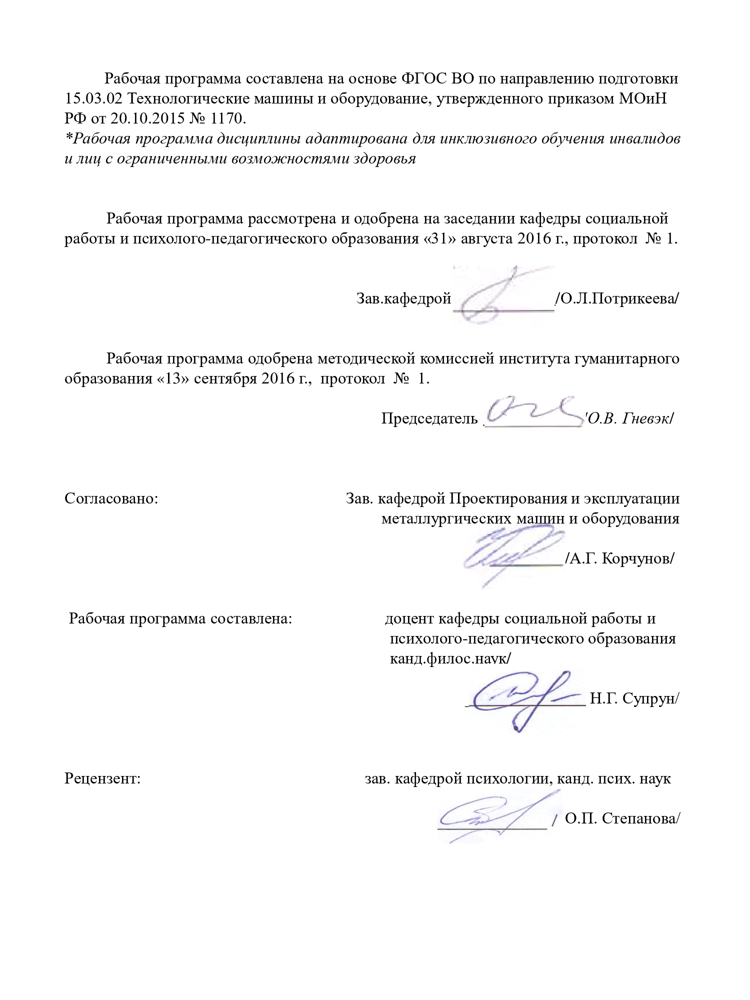 Рабочая программа составлена на основе ФГОС ВО по направлению подготовки
15.03.02 Технологические машины и оборудование, утвержденного приказом МОиН
РФ от 20.10.2015 № 1170.
*Рабочая программа дисциплины адаптирована для инклюзивного обучения инвалидов
и лиц с ограниченными возможностями здоровья
Рабочая программа рассмотрена и одобрена на заседании кафедры социальной
работы и психолого-педагогического образования «31» августа 2016 г., протокол № 1.
Зав.кафедрой /О.Л.Потрикеева/
Рабочая программа одобрена методической комиссией института гуманитарного
образования «13» сентября 2016 г., протокол № 1.
Председатель /О.В. Гневэк/
Согласовано: Зав. кафедрой Проектирования и эксплуатации
металлургических машин и оборудования
/А.Г. Корчунов/
Рабочая программа составлена: доцент кафедры социальной работы и
психолого-педагогического образования
канд.филос.наук/
Н.Г. Супрун/
Рецензент: зав. кафедрой психологии, канд. псих. наук
/ О.П. Степанова/